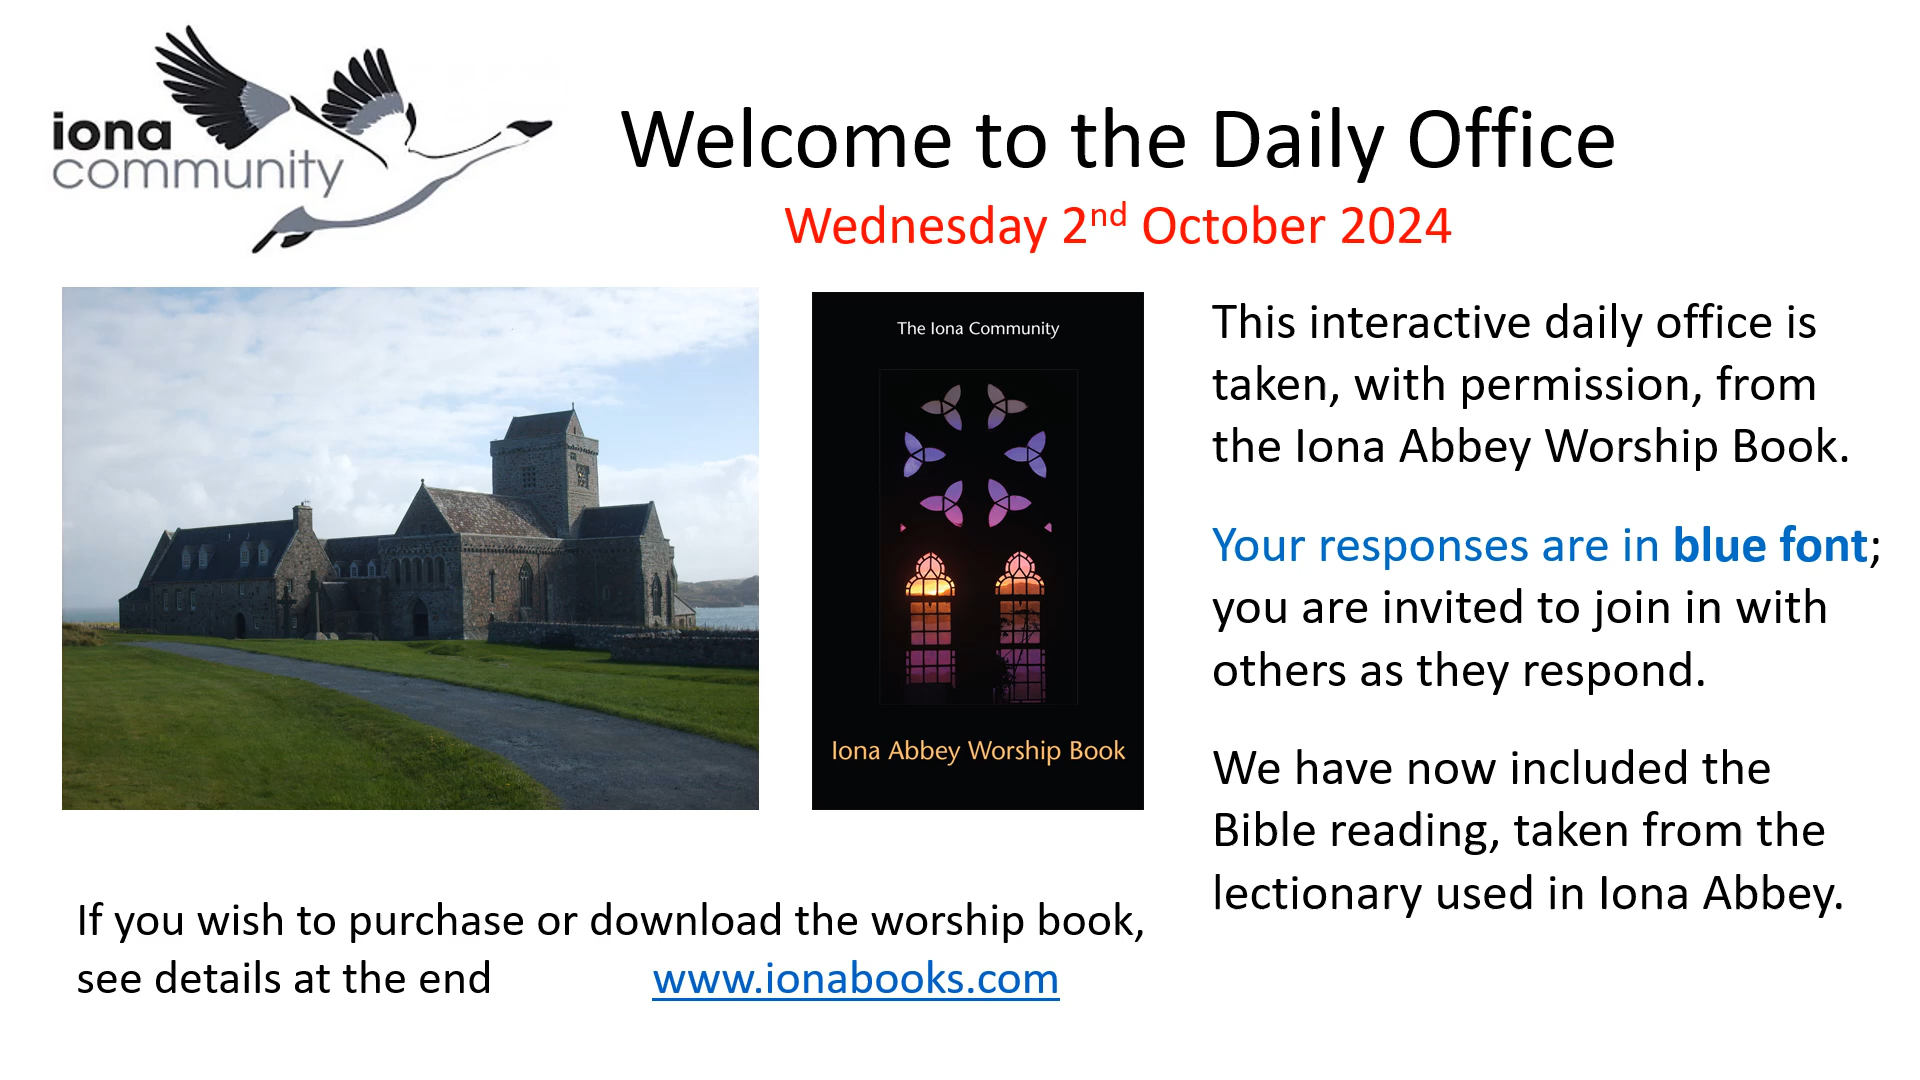 iona
community
Welcome to the Daily Office
Wednesday 2nd October 2024
The Iona Community
Iona Abbey Worship Book
This interactive daily office is
taken, with permission, from
the Iona Abbey Worship Book.
Your responses are in blue font;
you are invited to join in with
others as they respond.
We have now included the
Bible reading, taken from the
lectionary used in Iona Abbey.
If you wish to purchase or download the worship book,
see details at the end www.ionabooks.com